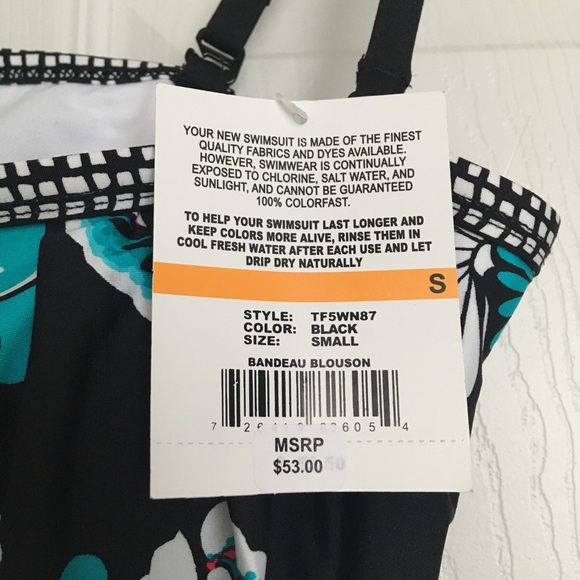 YOUR NEW SWIMSUIT IS MADE OF THE FINEST
QUALITY FABRICS AND DYES AVAILABLE.
HOWEVER, SWIMWEAR IS CONTINUALLY
EXPOSED TO CHLORINE, SALT WATER, AND
SUNLIGHT, AND CANNOT BE GUARANTEED
100% COLORFAST.
TO HELP YOUR SWIMSUIT LAST LONGER AND
KEEP COLORS MORE ALIVE, RINSE THEM IN
COOL FRESH WATER AFTER EACH USE AND LET
DRIP DRY NATURALLY
S
STYLE: TF5WN87
COLOR: BLACK
SIZE: SMALL
BANDEAU BLOUSON
7 4
MSRP
$53.00